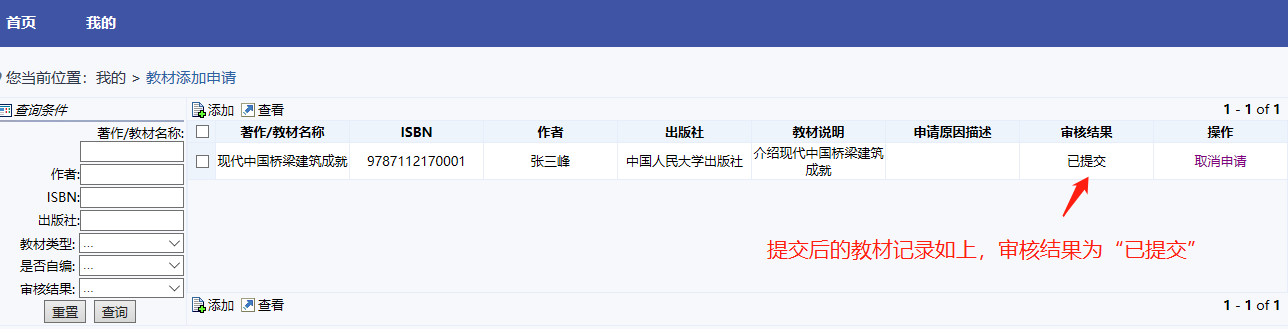 首页 我的
您当前位置: 我的 > 教材添加申请
查询条件
著作/教材名称:
作者:
ISBN:
出版社:
教材类型: ...
是否自编: ...
审核结果: ...
重置 查询
添加 查看 1 - 1 of 1
著作/教材名称 ISBN 作者 出版社 教材说明 申请原因描述 审核结果 操作
现代中国桥梁建筑成就 9787112170001 张三峰 中国人民大学出版社 介绍现代中国桥梁建筑 已提交 取消申请
成就
提交后的教材记录如上，审核结果为“已提交”
添加 查看 1 - 1 of 1